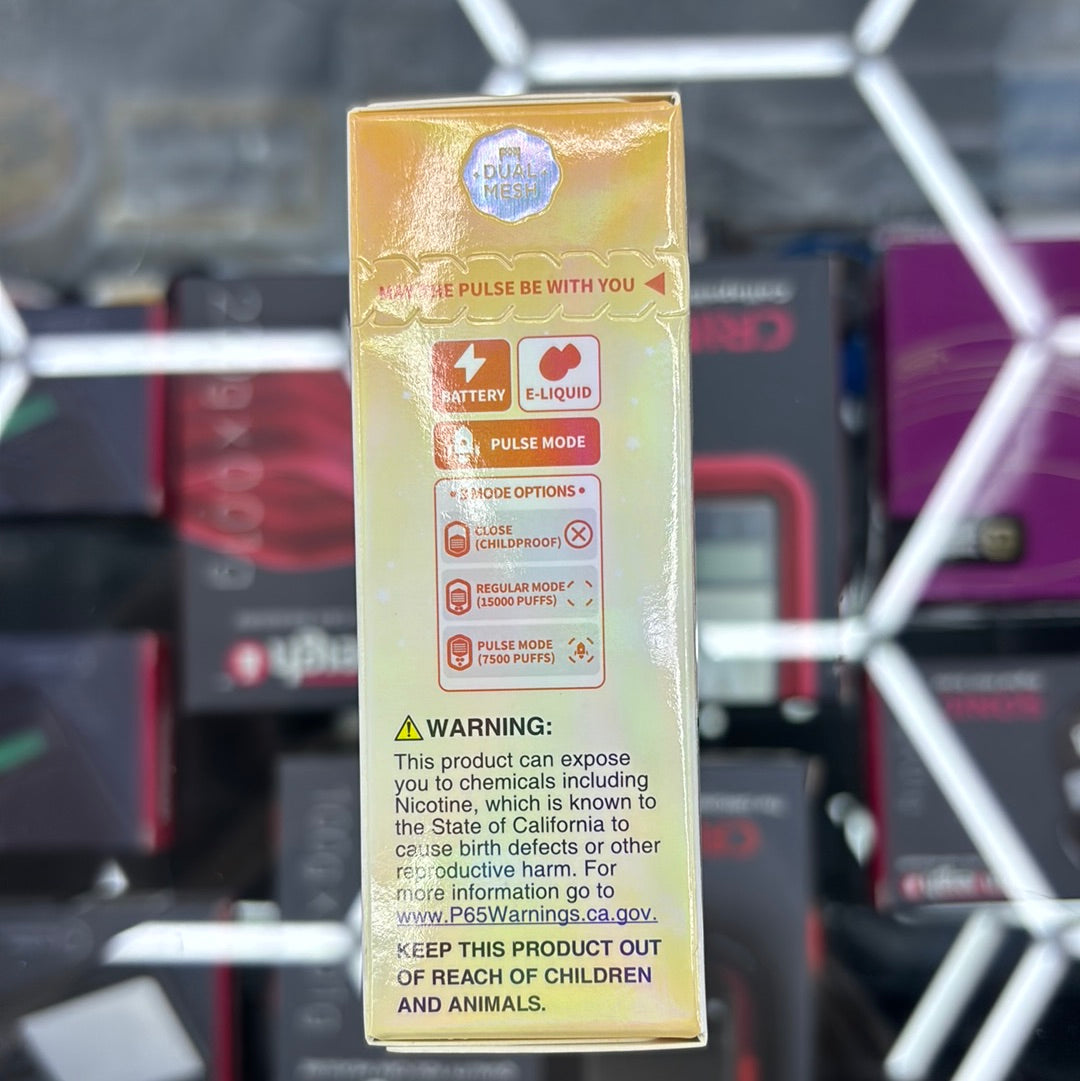 DUAL
MESH
MAY THE PULSE BE WITH YOU
BATTERY
E-LIQUID
PULSE MODE
• 3 MODE OPTIONS •
CLOSE
(CHILDPROOF)
REGULAR MODE
(15000 PUFFS)
PULSE MODE
(7500 PUFFS)
WARNING:
This product can expose
you to chemicals including
Nicotine, which is known to
the State of California to
cause birth defects or other
reproductive harm. For
more information go to
www.P65Warnings.ca.gov.
KEEP THIS PRODUCT OUT
OF REACH OF CHILDREN
AND ANIMALS.